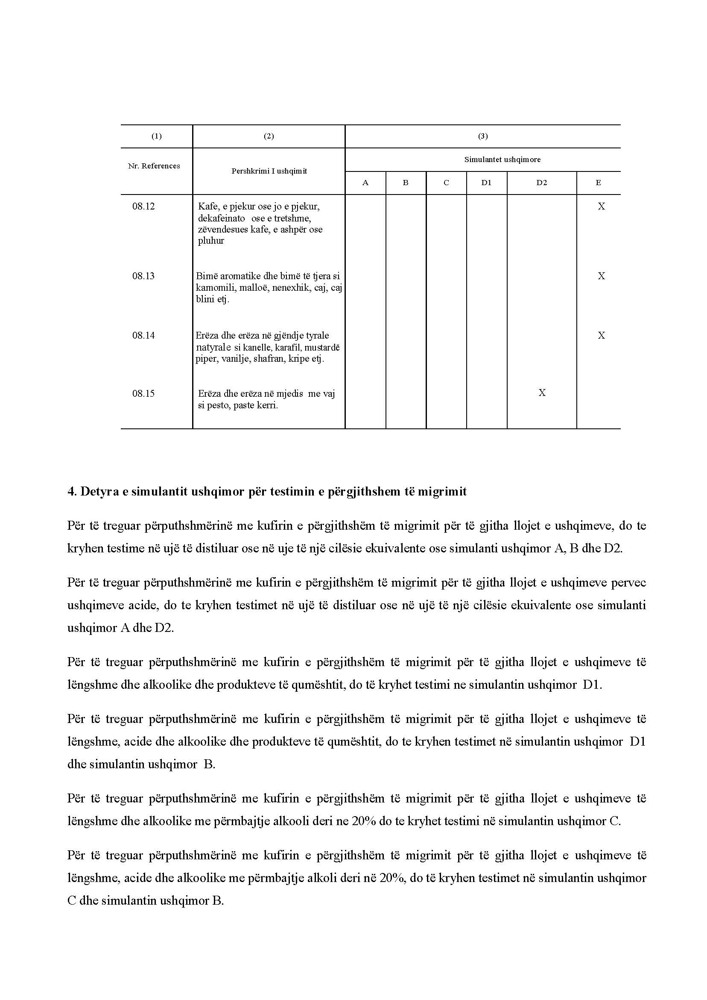 (1) (2) (3)
Nr. References Pershkrimi I ushqimit Simulantet ushqimore
A B C D1 D2 E
08.12 Kafe, e pjekur ose jo e pjekur, X
dekafeinato ose e tretshme,
zëvendesues kafe, e ashpër ose
pluhur
08.13 Bimë aromatike dhe bimë të tjera si X
kamomili, malloë, nenexhik, caj, caj
blini etj.
08.14 Erëza dhe erëza në gjëndje tyrale X
natyrale si kanelle, karafil, mustardë
piper, vanilje, shafran, kripe etj.
08.15 Erëza dhe erëza në mjedis me vaj X
si pesto, paste kerri.
4. Detyra e simulantit ushqimor për testimin e përgjithshem të migrimit
Për të treguar përputhshmërinë me kufirin e përgjithshëm të migrimit për të gjitha llojet e ushqimeve, do te
kryhen testime në ujë të distiluar ose në uje të një cilësie ekuivalente ose simulanti ushqimor A, B dhe D2.
Për të treguar përputhshmërinë me kufirin e përgjithshëm të migrimit për të gjitha llojet e ushqimeve pervec
ushqimeve acide, do te kryhen testimet në ujë të distiluar ose në ujë të një cilësie ekuivalente ose simulanti
ushqimor A dhe D2.
Për të treguar përputhshmërinë me kufirin e përgjithshëm të migrimit për të gjitha llojet e ushqimeve të
lëngshme dhe alkoolike dhe produkteve të qumështit, do të kryhet testimi ne simulantin ushqimor D1.
Për të treguar përputhshmërinë me kufirin e përgjithshëm të migrimit për të gjitha llojet e ushqimeve të
lëngshme, acide dhe alkoolike dhe produkteve të qumështit, do te kryhen testimet në simulantin ushqimor D1
dhe simulantin ushqimor B.
Për të treguar përputhshmërinë me kufirin e përgjithshëm të migrimit për të gjitha llojet e ushqimeve të
lëngshme dhe alkoolike me përmbajtje alkooli deri ne 20% do te kryhet testimi në simulantin ushqimor C.
Për të treguar përputhshmërinë me kufirin e përgjithshëm të migrimit për të gjitha llojet e ushqimeve të
lëngshme, acide dhe alkoolike me përmbajtje alkoli deri në 20%, do të kryhen testimet në simulantin ushqimor
C dhe simulantin ushqimor B.